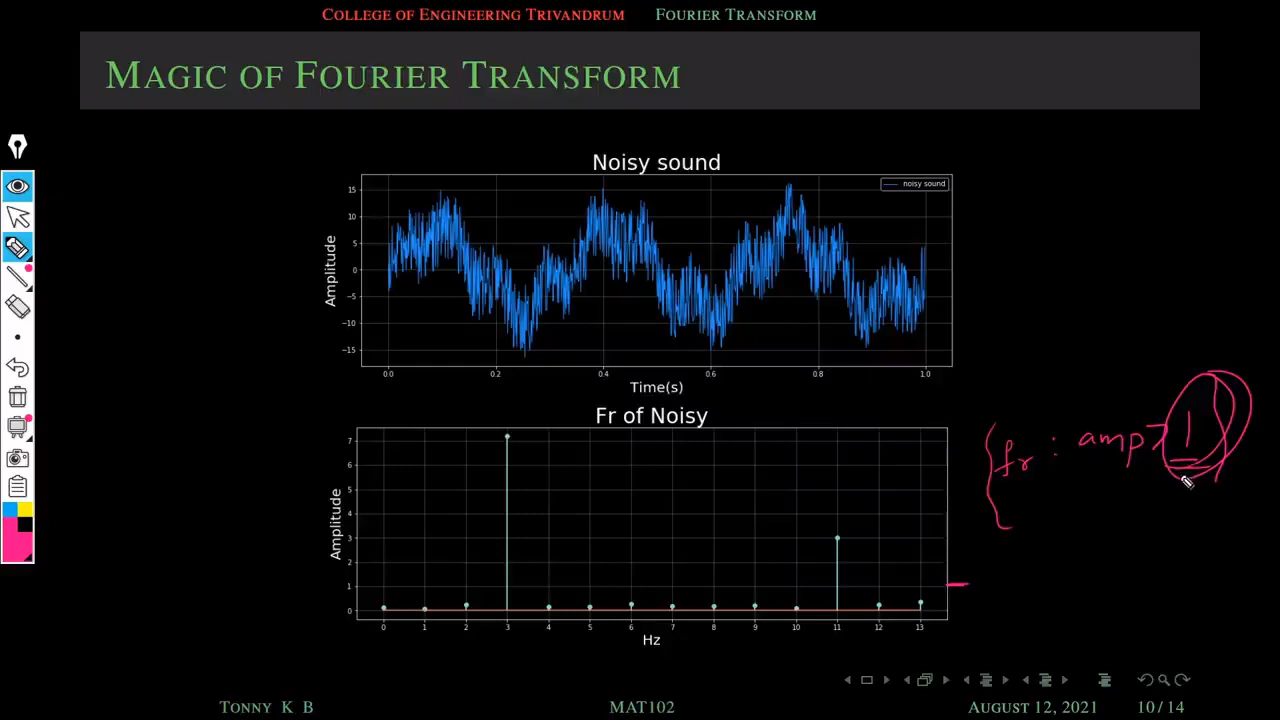 COLLEGE OF ENGINEERING TRIVANDRUM FOURIER TRANSFORM
MAGIC OF FOURIER TRANSFORM
Noisy sound
noisy sound
15
10
5
0
−5
−10
−15
Amplitude
0.0 0.2 0.4 0.6 0.8 1.0
Time(s)
Fr of Noisy
7
6
5
4
3
2
1
0
Amplitude
0 1 2 3 4 5 6 7 8 9 10 11 12 13
Hz
fr : amp > 1
TONNY K B MAT102 AUGUST 12, 2021 10 / 14